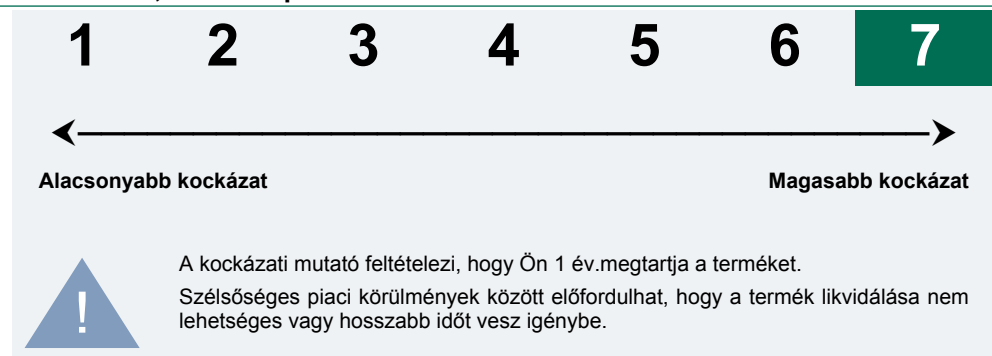 1 2 3 4 5 6 7
Alacsonyabb kockázat Magasabb kockázat
A kockázati mutató feltételezi, hogy Ön 1 év.megtartja a terméket.
Szélsőséges piaci körülmények között előfordulhat, hogy a termék likvidálása nem
lehetséges vagy hosszabb időt vesz igénybe.
!